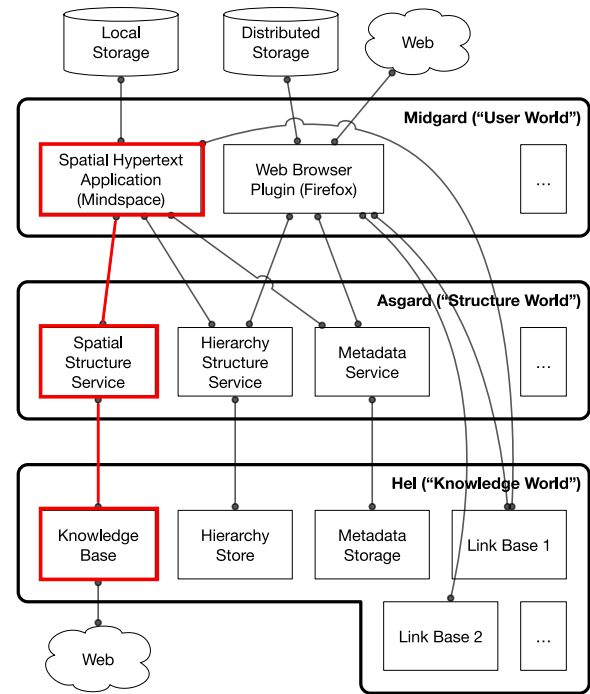 Local
Storage
Distributed
Storage
Web
Midgard (“User World”)
Spatial Hypertext
Application
(Mindspace)
Web Browser
Plugin (Firefox)
...
Asgard (“Structure World”)
Spatial
Structure
Service
Hierarchy
Structure
Service
Metadata
Service
...
Hel (“Knowledge World”)
Knowledge
Base
Hierarchy
Store
Metadata
Storage
Link Base 1
Link Base 2
...
Web